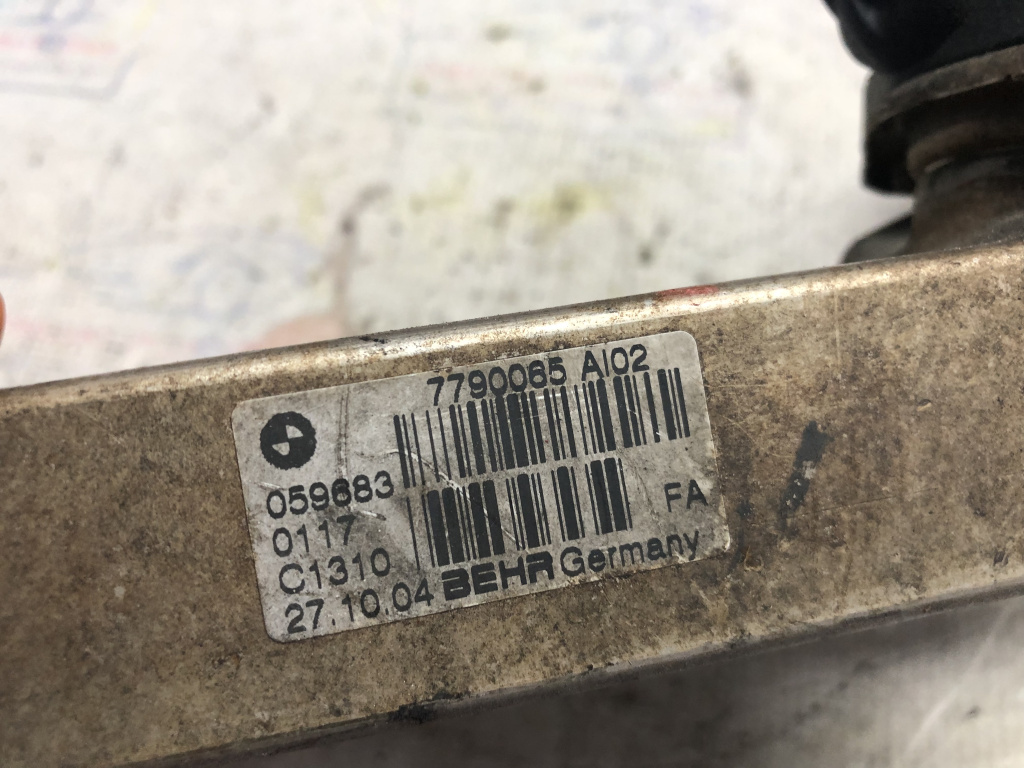 7790065 AI02
059683
0117
FA
C1310
27.10.04 BEHR Germany